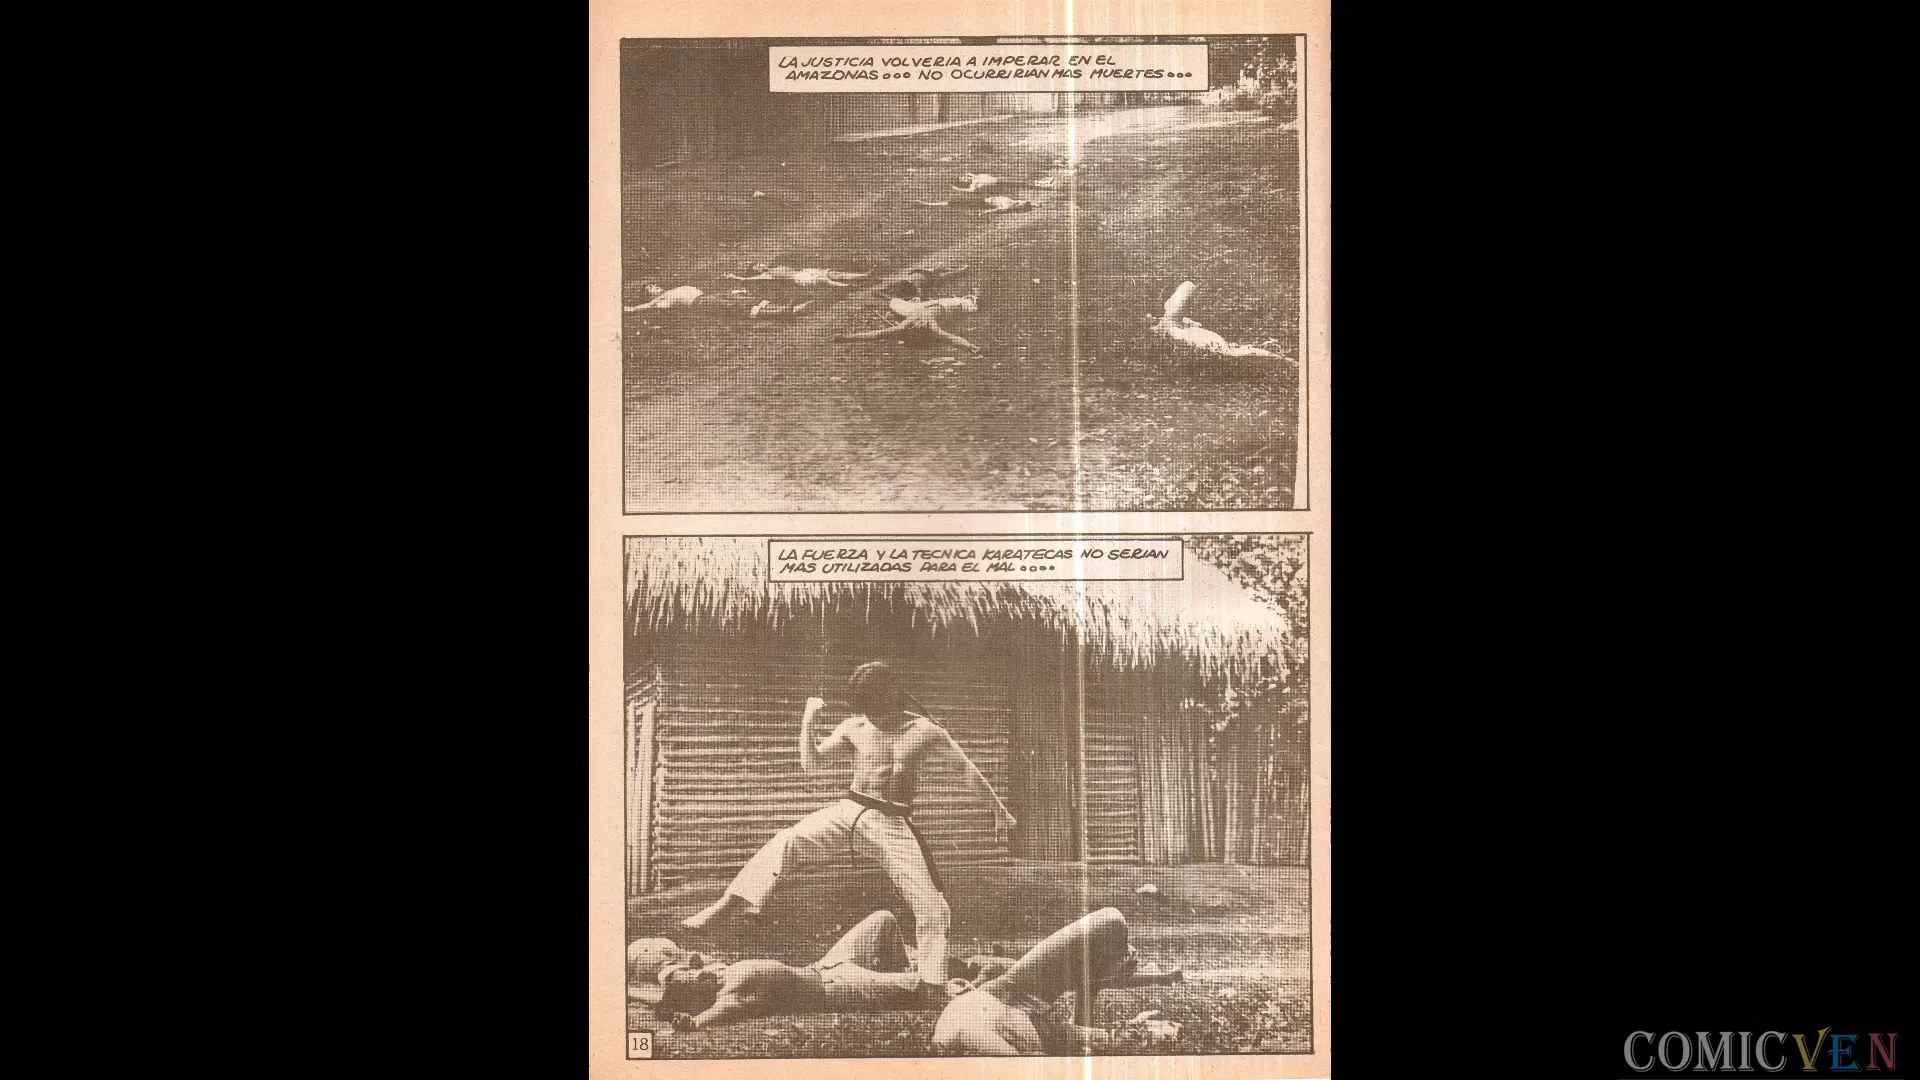 LA JUSTICIA VOLVERIA A IMPERAR EN EL
AMAZONAS... NO OCURRIRIAN MAS MUERTES...
LA FUERZA Y LA TECNICA KARATECAS NO SERIAN
MAS UTILIZADAS PARA EL MAL....
18
COMICVEN